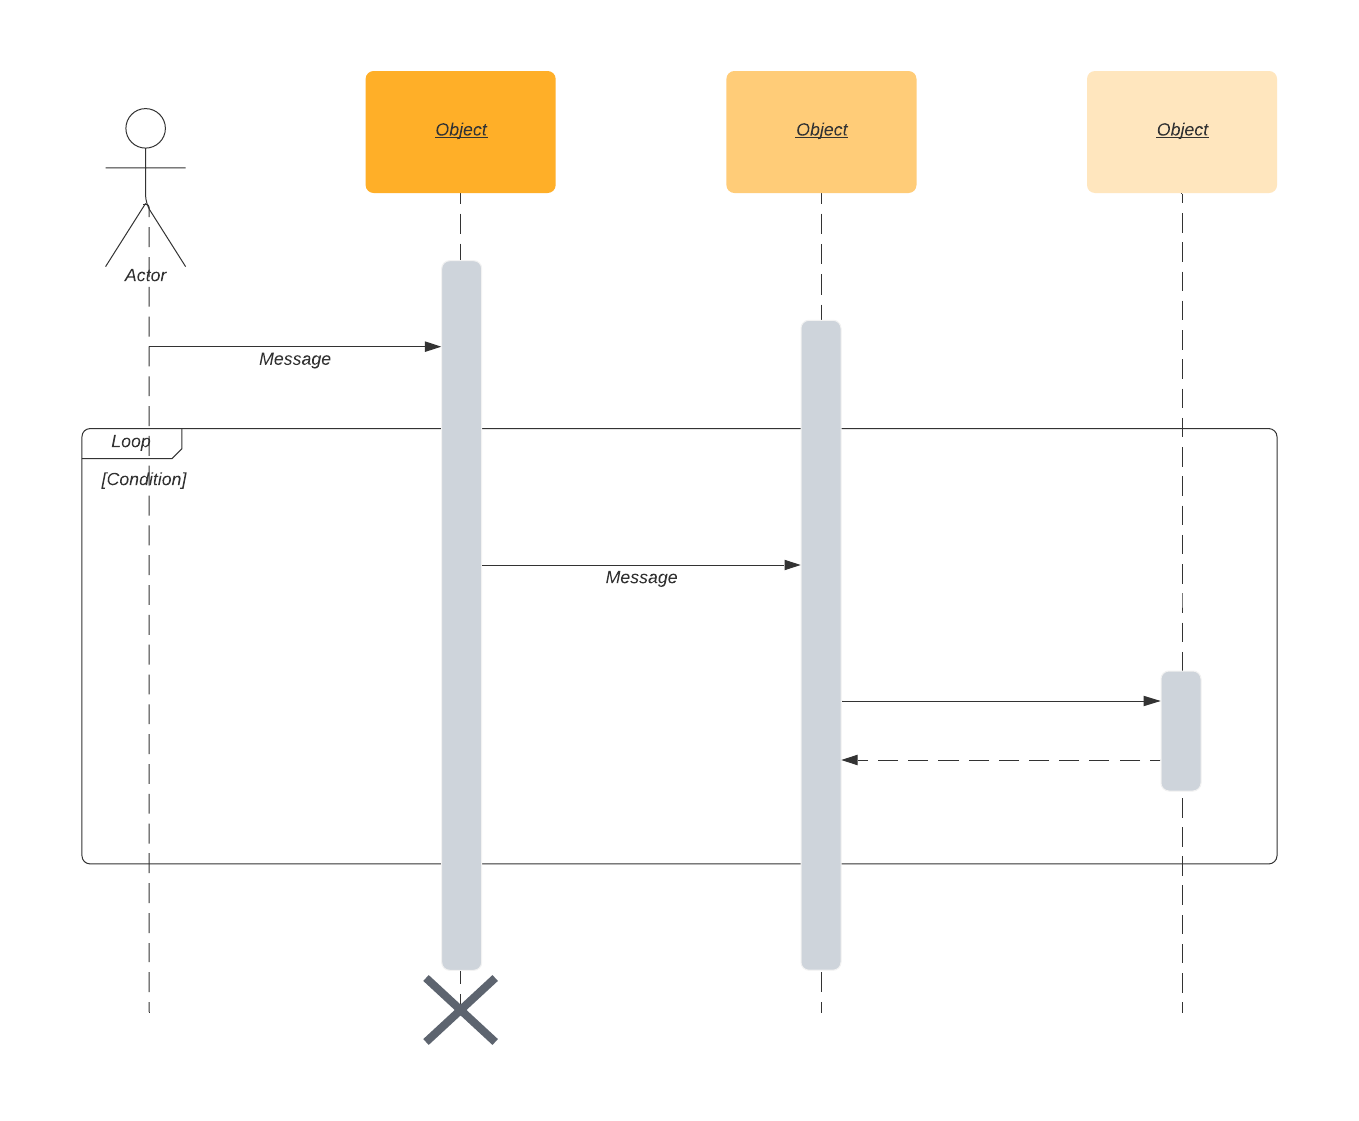 Object
Object
Object
Actor
Message
Loop
[Condition]
Message